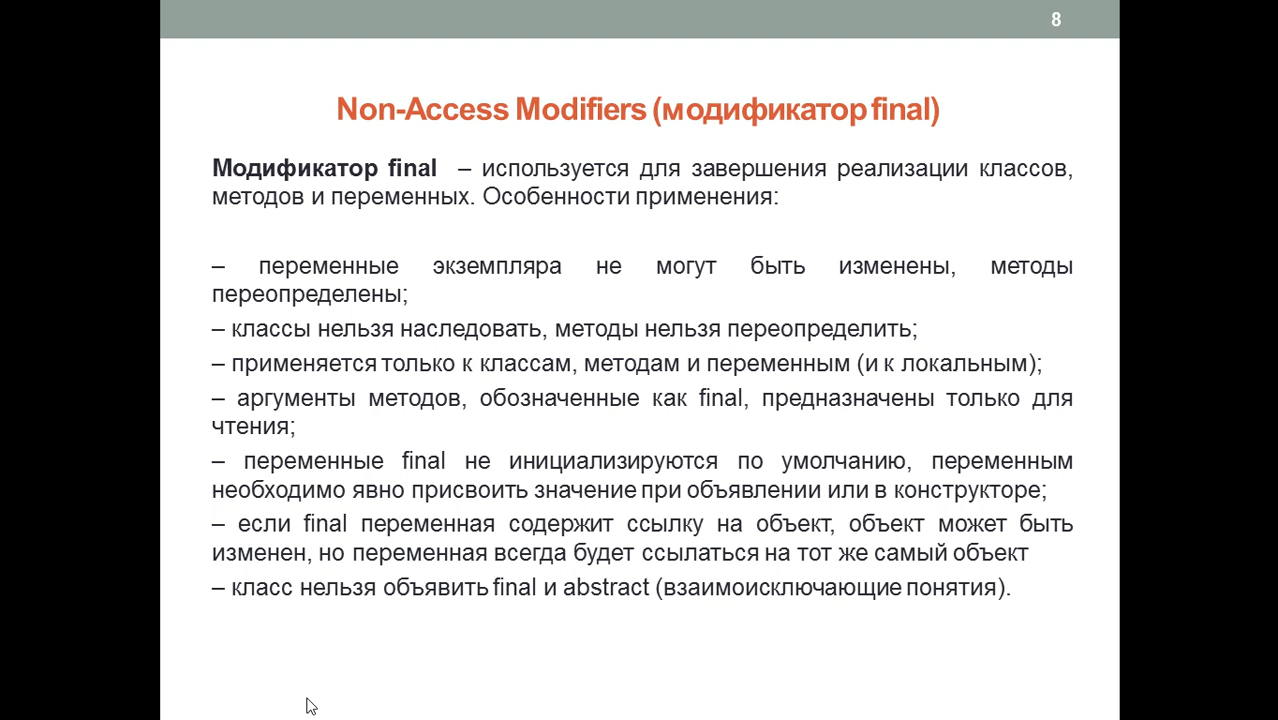 8
Non-Access Modifiers (модификатор final)
Модификатор final – используется для завершения реализации классов,
методов и переменных. Особенности применения:
– переменные экземпляра не могут быть изменены, методы
переопределены;
– классы нельзя наследовать, методы нельзя переопределить;
– применяется только к классам, методам и переменным (и к локальным);
– аргументы методов, обозначенные как final, предназначены только для
чтения;
– переменные final не инициализируются по умолчанию, переменным
необходимо явно присвоить значение при объявлении или в конструкторе;
– если final переменная содержит ссылку на объект, объект может быть
изменен, но переменная всегда будет ссылаться на тот же самый объект
– класс нельзя объявить final и abstract (взаимоисключающие понятия).